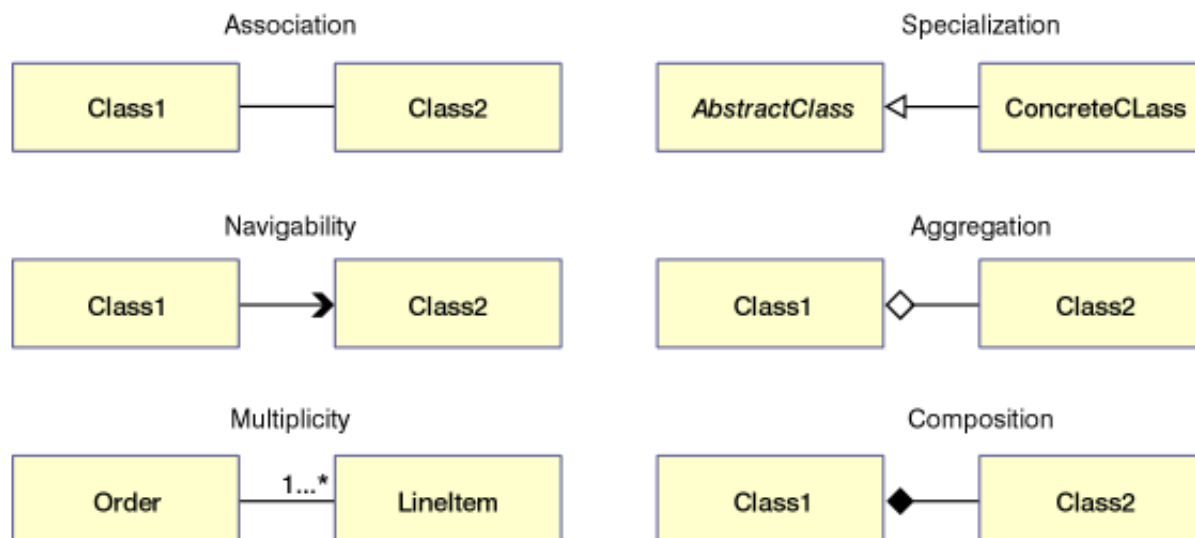 Association
Specialization
Class1
Class2
AbstractClass
ConcreteCLass
Navigability
Aggregation
Class1
Class2
Class1
Class2
Multiplicity
Composition
Order
1...*
LineItem
Class1
Class2